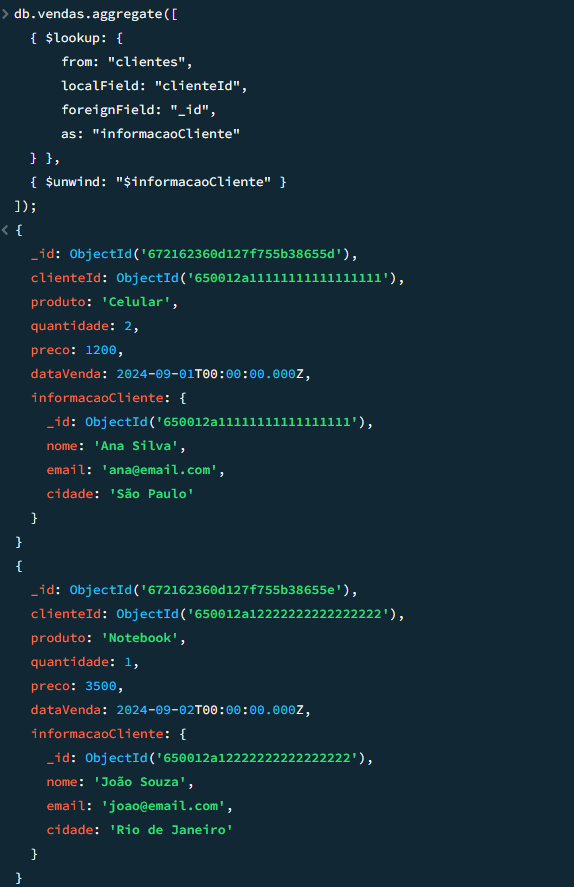 > db.vendas.aggregate([
{ $lookup: {
from: "clientes",
localField: "clienteId",
foreignField: "_id",
as: "informacaoCliente"
} },
{ $unwind: "$informacaoCliente" }
]);
< {
_id: ObjectId('672162360d127f755b38655d'),
clienteId: ObjectId('650012a11111111111111111'),
produto: 'Celular',
quantidade: 2,
preco: 1200,
dataVenda: 2024-09-01T00:00:00.000Z,
informacaoCliente: {
_id: ObjectId('650012a11111111111111111'),
nome: 'Ana Silva',
email: 'ana@email.com',
cidade: 'São Paulo'
}
}
{
_id: ObjectId('672162360d127f755b38655e'),
clienteId: ObjectId('650012a12222222222222222'),
produto: 'Notebook',
quantidade: 1,
preco: 3500,
dataVenda: 2024-09-02T00:00:00.000Z,
informacaoCliente: {
_id: ObjectId('650012a12222222222222222'),
nome: 'João Souza',
email: 'joao@email.com',
cidade: 'Rio de Janeiro'
}
}